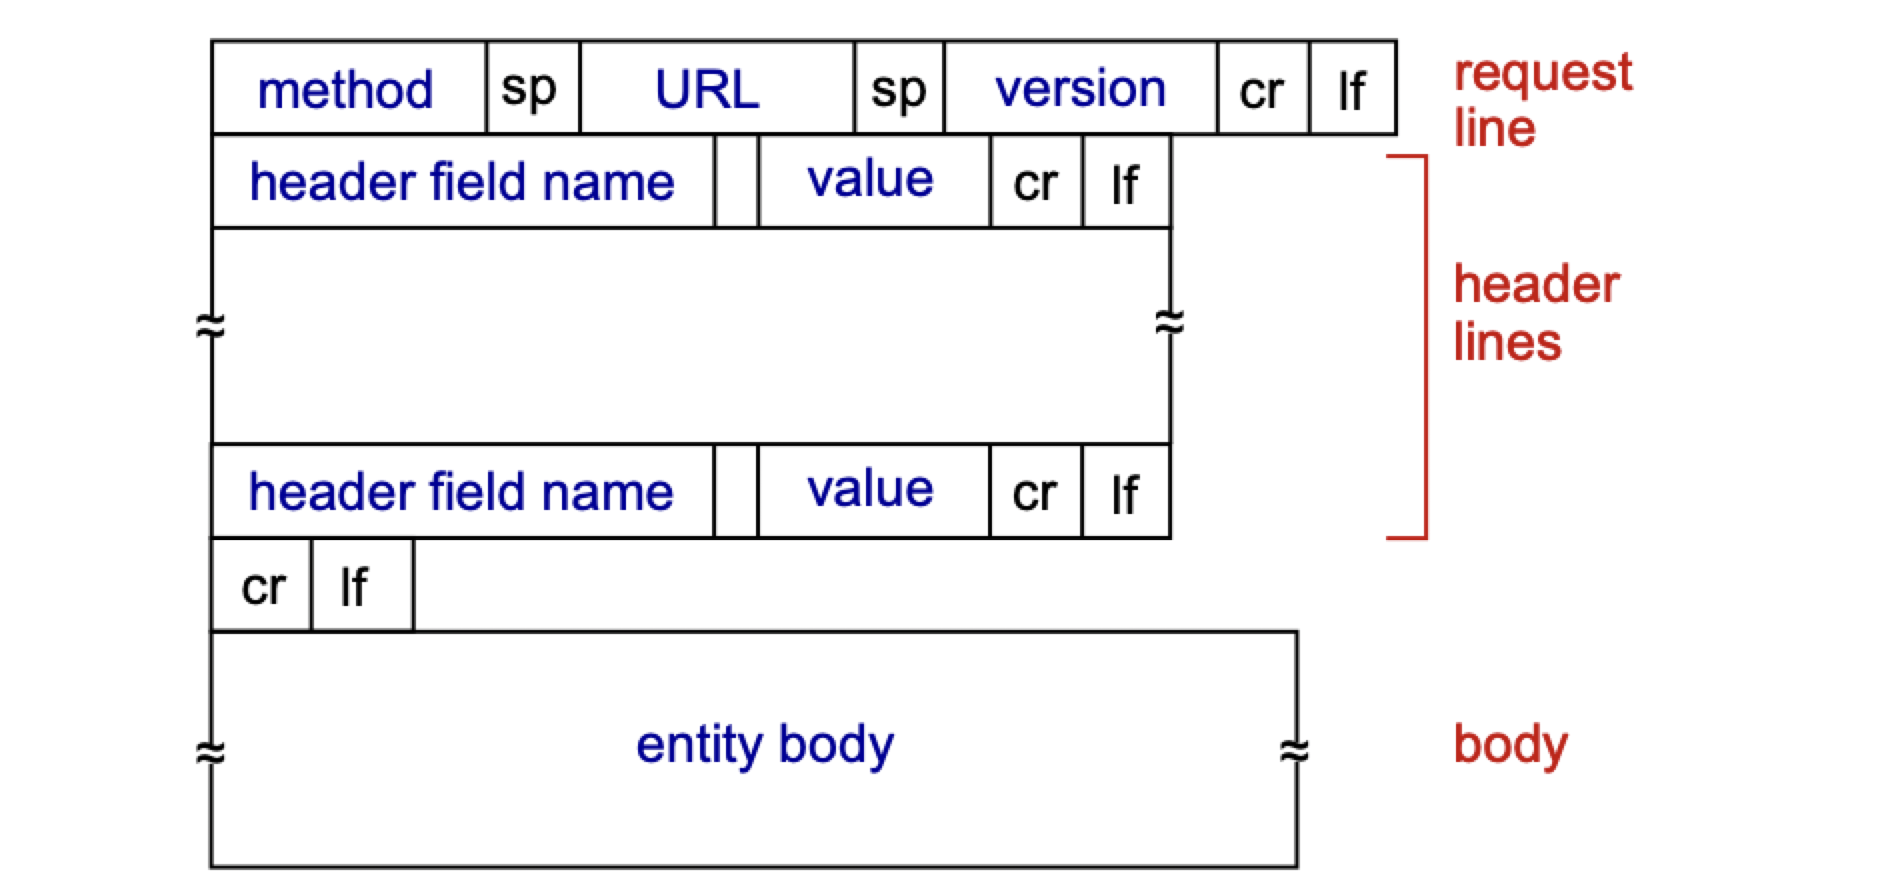 method sp URL sp version cr lf
request
line
header field name value cr lf
header
lines
header field name value cr lf
cr lf
entity body
body